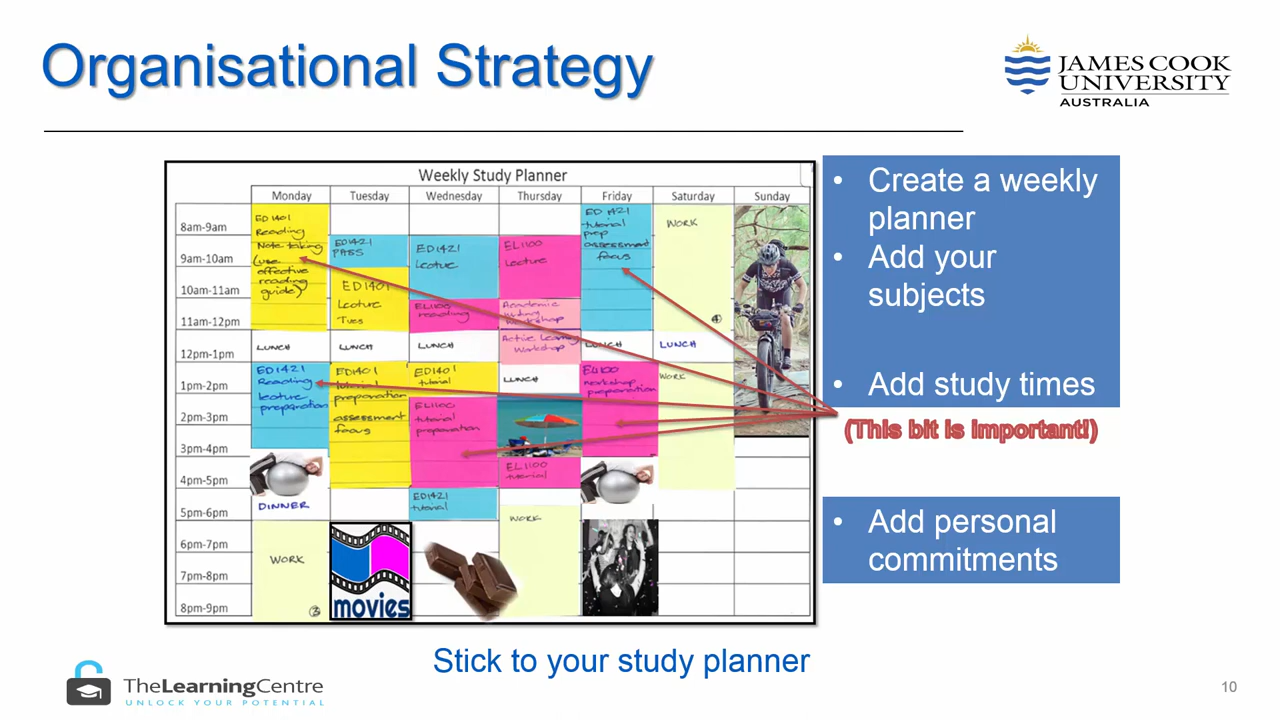 Organisational Strategy
JAMES COOK
UNIVERSITY
AUSTRALIA
Weekly Study Planner
Monday Tuesday Wednesday Thursday Friday Saturday Sunday
8am-9am
9am-10am
10am-11am
11am-12pm
12pm-1pm
1pm-2pm
2pm-3pm
3pm-4pm
4pm-5pm
5pm-6pm
6pm-7pm
7pm-8pm
8pm-9pm
ED1401
Reading
Note taking
(use
effective
reading
guide)
LUNCH
ED1421
Reading
lecture
preparation
DINNER
WORK
3
ED1421
PASS
ED1401
Lecture
Tues
LUNCH
ED1401
tutorial
preparation
assessment
focus
movies
ED1421
Lecture
EL1100
reading
LUNCH
ED1401
tutorial
EL1100
tutorial
preparation
ED1421
tutorial
EL1100
Lecture
Academic
Writing
Workshop
Active Learning
Workshop
LUNCH
EL1100
tutorial
WORK
ED1421
tutorial
prep
assessment
focus
LUNCH
EL1100
workshop
preparation
WORK
4
LUNCH
WORK
• Create a weekly
planner
• Add your
subjects
• Add study times
(This bit is important!)
• Add personal
commitments
Stick to your study planner
TheLearningCentre
UNLOCK YOUR POTENTIAL
10